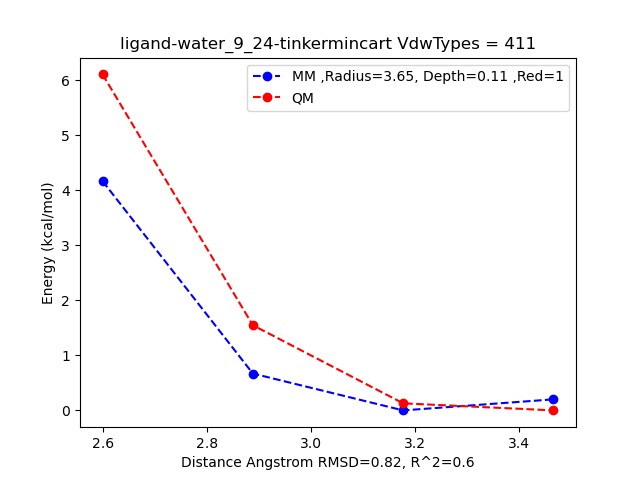 ligand-water_9_24-tinkermincart VdwTypes = 411
MM ,Radius=3.65, Depth=0.11 ,Red=1
QM
6
5
4
3
2
1
0
Energy (kcal/mol)
2.6 2.8 3.0 3.2 3.4
Distance Angstrom RMSD=0.82, R^2=0.6